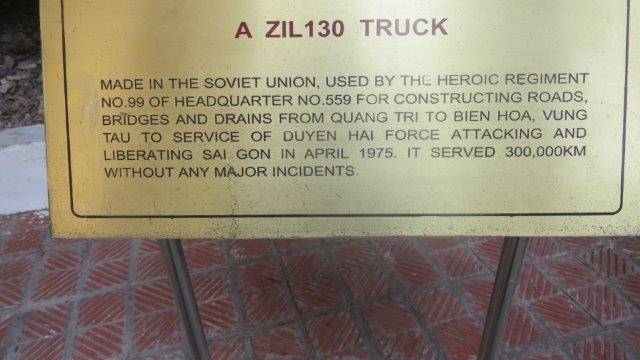 A ZIL130 TRUCK
MADE IN THE SOVIET UNION, USED BY THE HEROIC REGIMENT
NO.99 OF HEADQUARTER NO.559 FOR CONSTRUCTING ROADS,
BRIDGES AND DRAINS FROM QUANG TRI TO BIEN HOA, VUNG
TAU TO SERVICE OF DUYEN HAI FORCE ATTACKING AND
LIBERATING SAI GON IN APRIL 1975. IT SERVED 300,000KM
WITHOUT ANY MAJOR INCIDENTS.